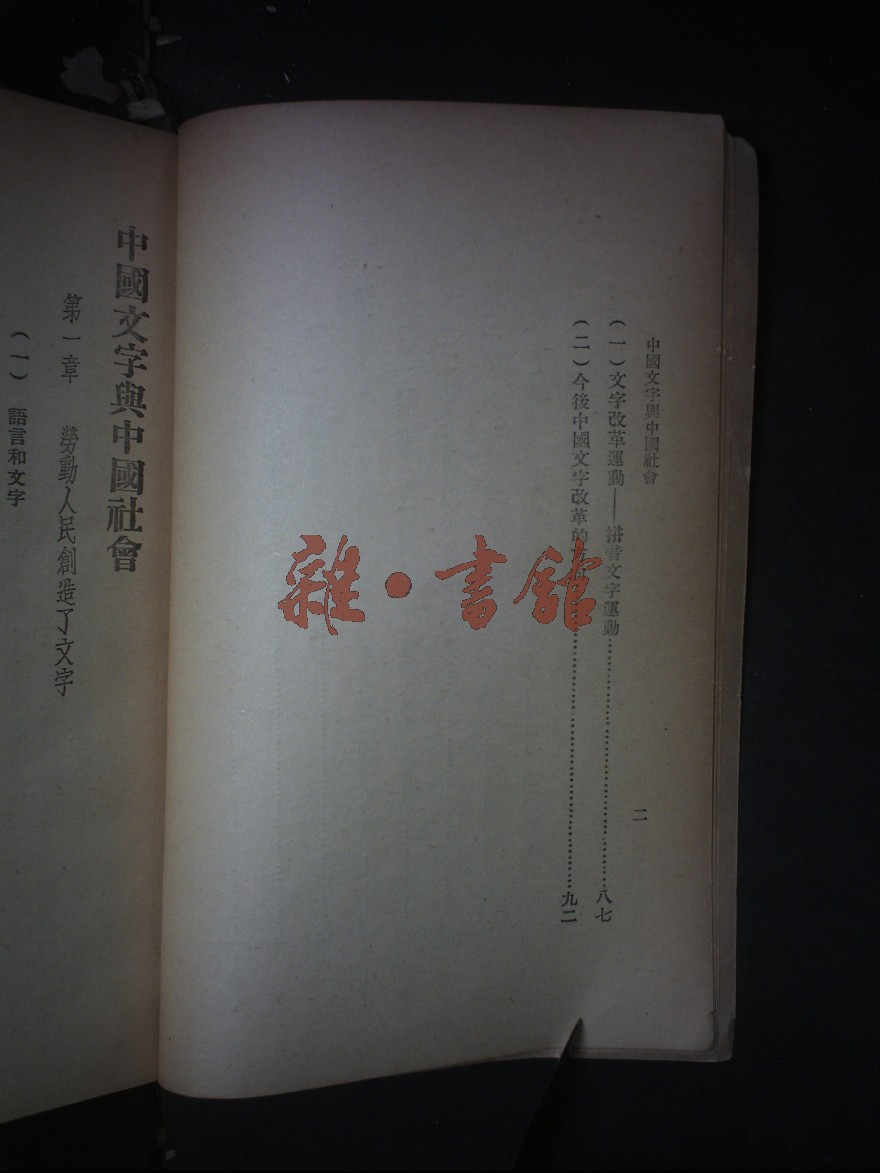 中國文字與中國社會
二
(一)文字改革運動——拼音文字運動……八七
(二)今後中國文字改革的……九二
中國文字與中國社會
第一章 勞動人民創造了文字
(一) 語言和文字
雜·書館